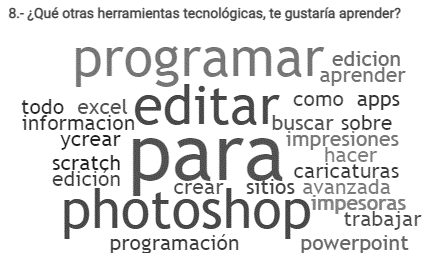 8.- ¿Qué otras herramientas tecnológicas, te gustaría aprender?
programar edicion
aprender
todo excel editar como apps
informacion buscar sobre
ycrear para impresiones
hacer
scratch caricaturas
edición crear sitios avanzada
photoshop impesoras
trabajar
programación powerpoint